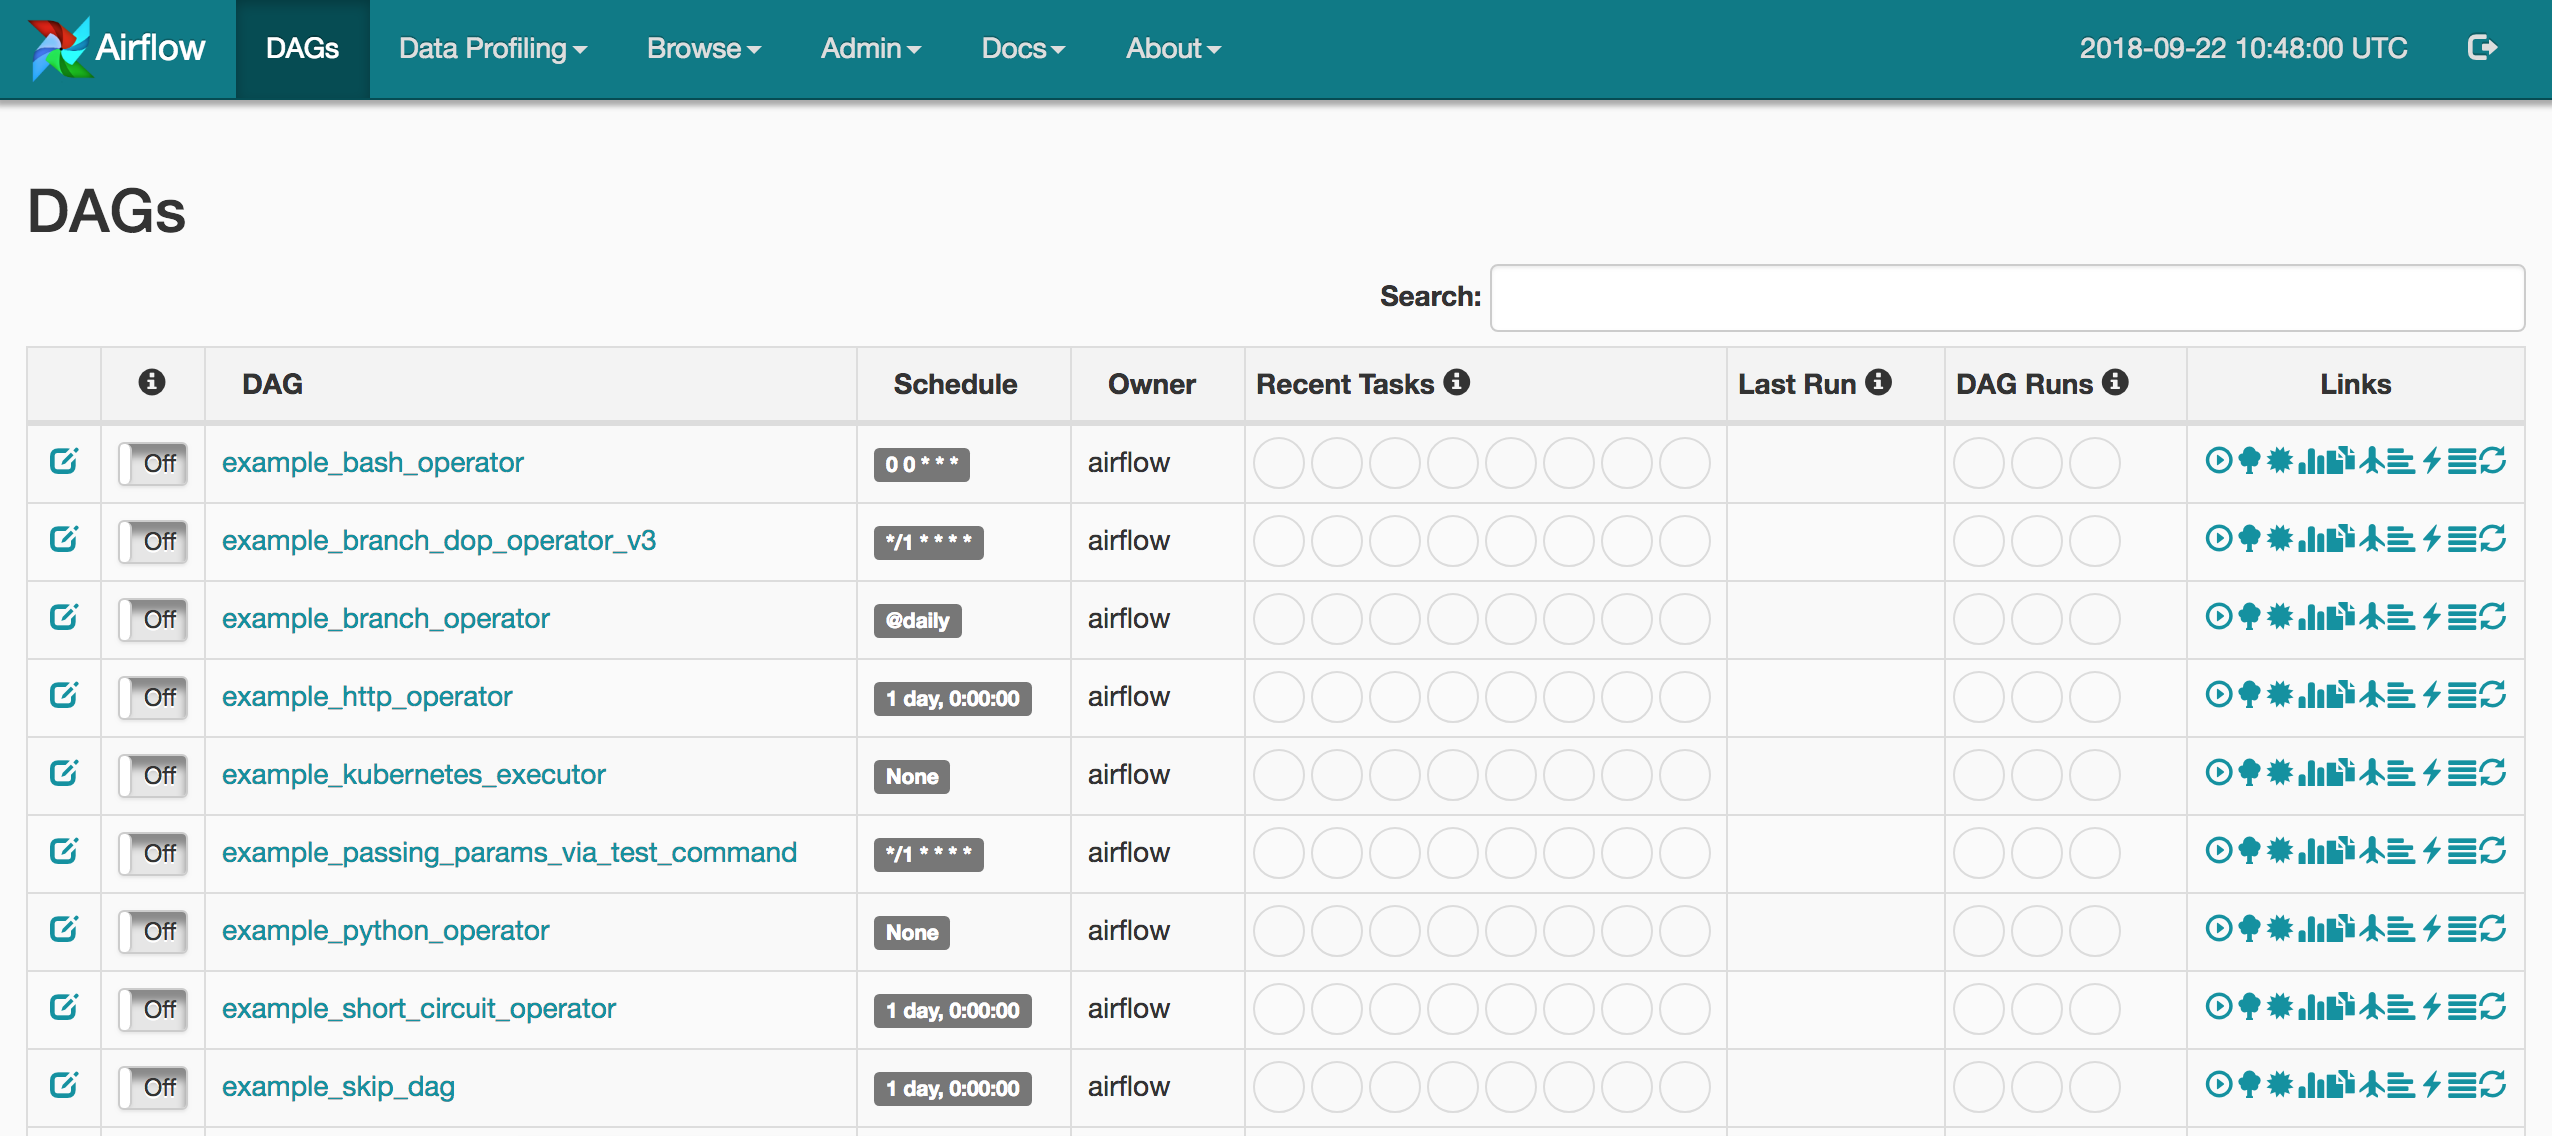 Airflow DAGs Data Profiling Browse Admin Docs About 2018-09-22 10:48:00 UTC
DAGs
Search:
DAG Schedule Owner Recent Tasks Last Run DAG Runs Links
Off example_bash_operator 0 0 * * * airflow
Off example_branch_dop_operator_v3 */1 * * * * airflow
Off example_branch_operator @daily airflow
Off example_http_operator 1 day, 0:00:00 airflow
Off example_kubernetes_executor None airflow
Off example_passing_params_via_test_command */1 * * * * airflow
Off example_python_operator None airflow
Off example_short_circuit_operator 1 day, 0:00:00 airflow
Off example_skip_dag 1 day, 0:00:00 airflow